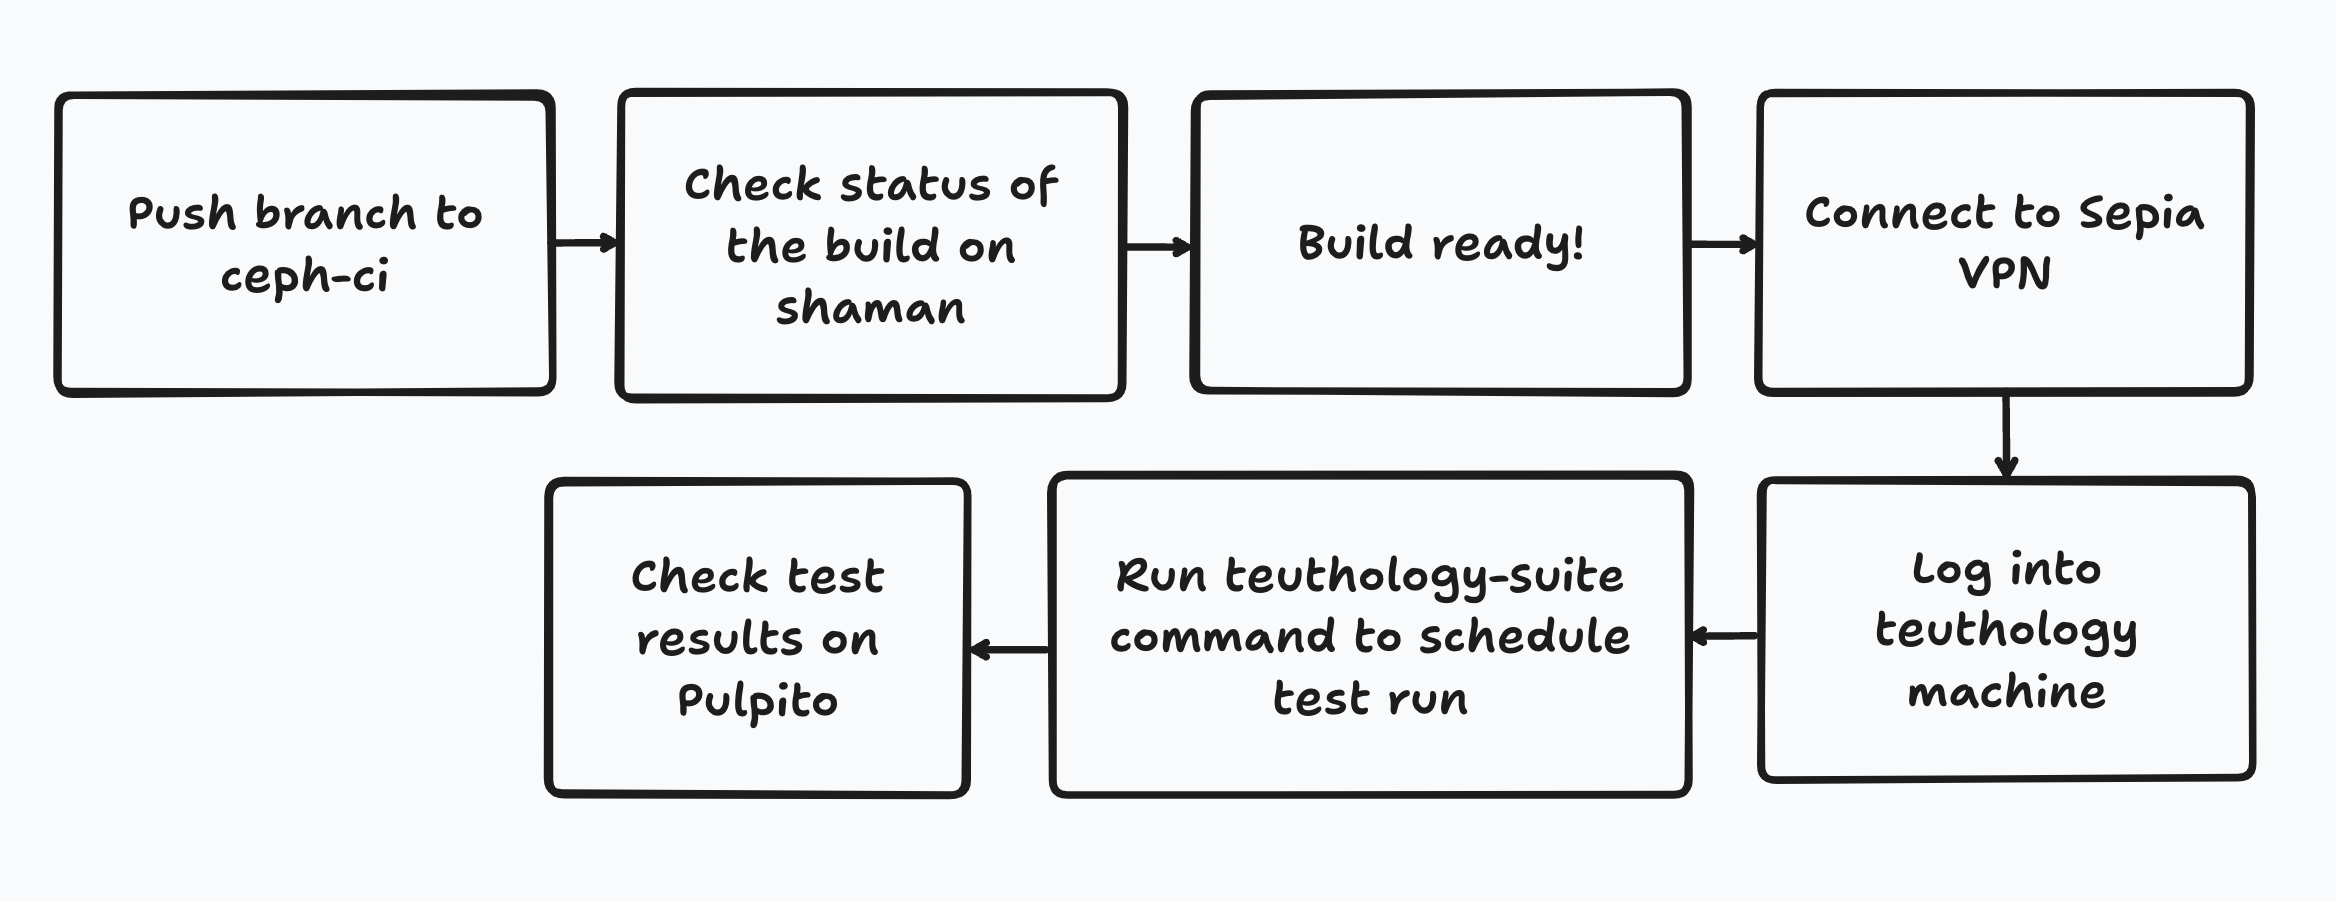 Push branch to
ceph-ci
Check status of
the build on
shaman
Build ready!
Connect to Sepia
VPN
Log into
teuthology
machine
Run teuthology-suite
command to schedule
test run
Check test
results on
Pulpito